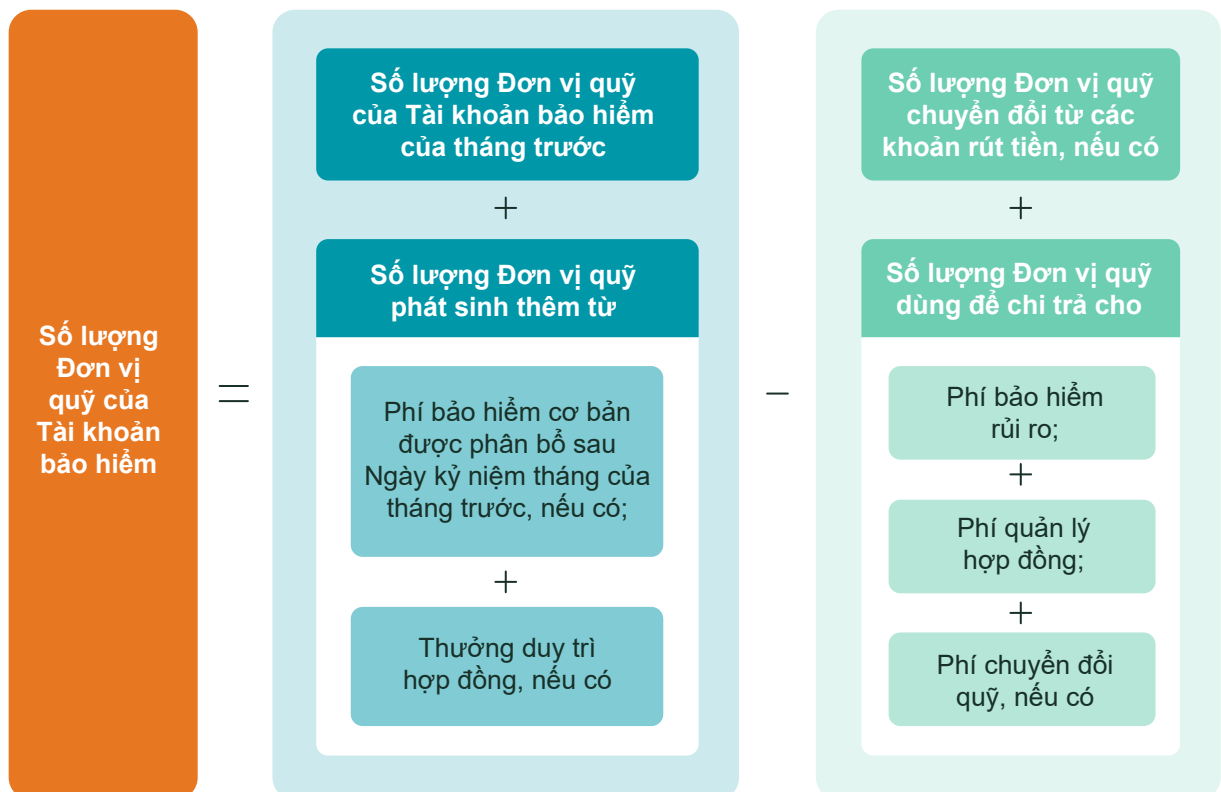 Số lượng
Đơn vị
quỹ của
Tài khoản
bảo hiểm
=
Số lượng Đơn vị quỹ
của Tài khoản bảo hiểm
của tháng trước
+
Số lượng Đơn vị quỹ
phát sinh thêm từ
Phí bảo hiểm cơ bản
được phân bổ sau
Ngày kỷ niệm tháng của
tháng trước, nếu có;
+
Thưởng duy trì
hợp đồng, nếu có
–
Số lượng Đơn vị quỹ
chuyển đổi từ các
khoản rút tiền, nếu có
+
Số lượng Đơn vị quỹ
dùng để chi trả cho
Phí bảo hiểm
rủi ro;
+
Phí quản lý
hợp đồng;
+
Phí chuyển đổi
quỹ, nếu có